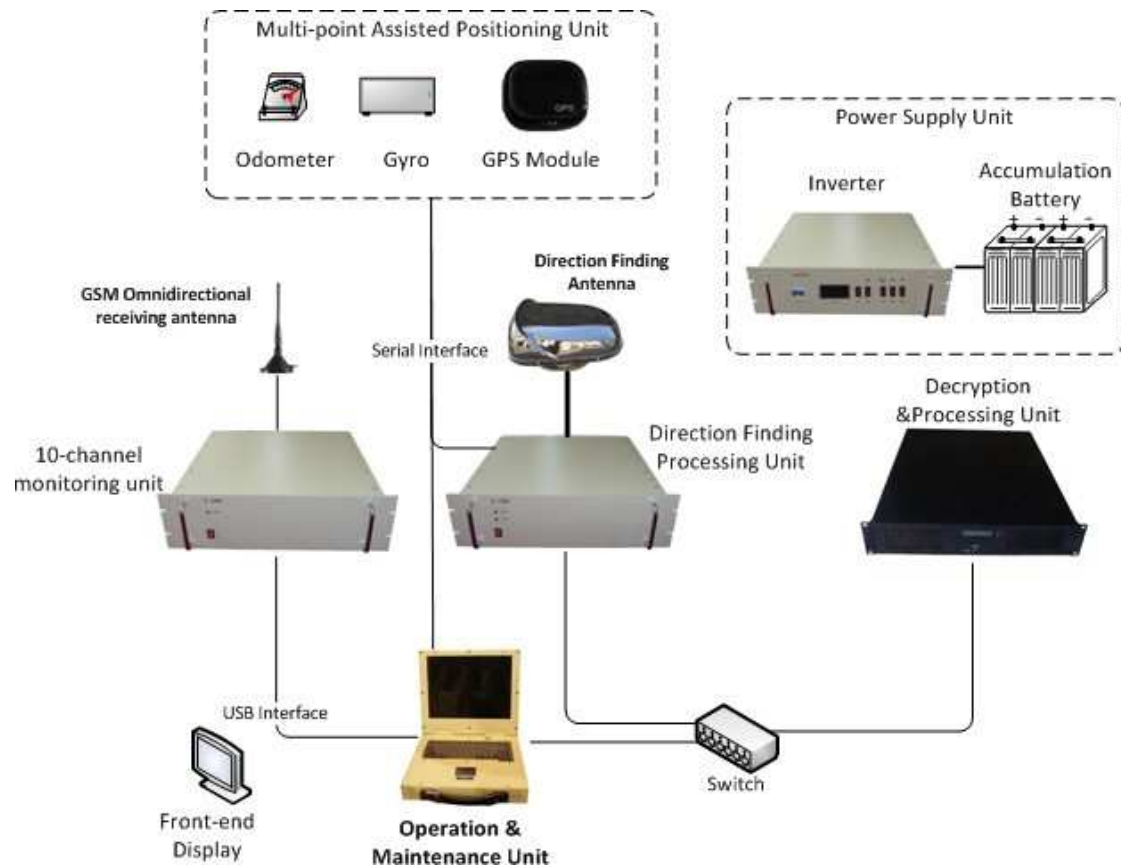 Multi-point Assisted Positioning Unit
GPS
Odometer
Gyro
GPS Module
Power Supply Unit
Inverter
Accumulation
Battery
+ - + -
GSM Omnidirectional
receiving antenna
Direction Finding
Antenna
Serial Interface
10-channel
monitoring unit
Direction Finding
Processing Unit
Decryption
&Processing Unit
USB Interface
Switch
Front-end
Display
Operation &
Maintenance Unit